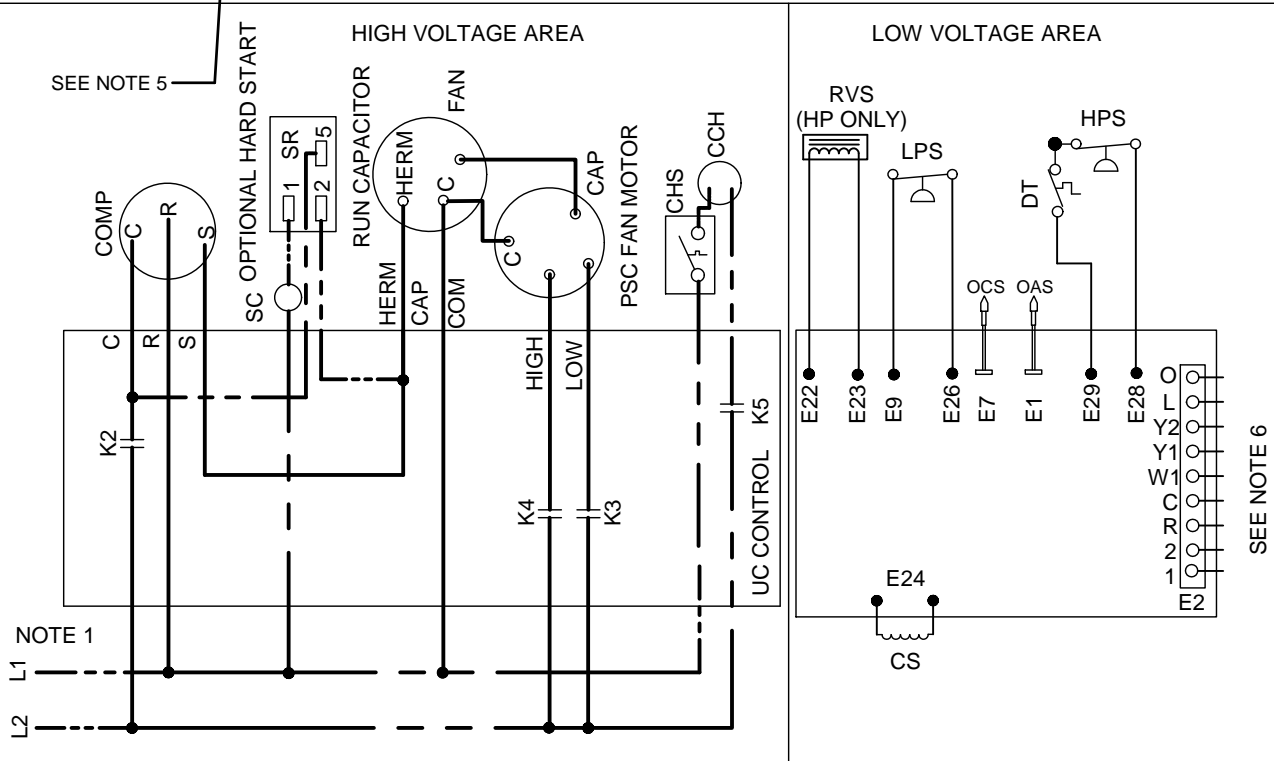 HIGH VOLTAGE AREA
LOW VOLTAGE AREA
SEE NOTE 5
COMP
C
R
S
SC
OPTIONAL HARD START
SR
1
2
5
RUN CAPACITOR
HERM
C
FAN
C
CAP
PSC FAN MOTOR
CHS
CCH
RVS
(HP ONLY)
LPS
HPS
DT
OCS
OAS
C
R
S
HERM
CAP
COM
HIGH
LOW
K2
K4
K3
K5
UC CONTROL
E22
E23
E9
E26
E7
E1
E29
E28
O
L
Y2
Y1
W1
C
R
2
1
E2
SEE NOTE 6
E24
CS
NOTE 1
L1
L2